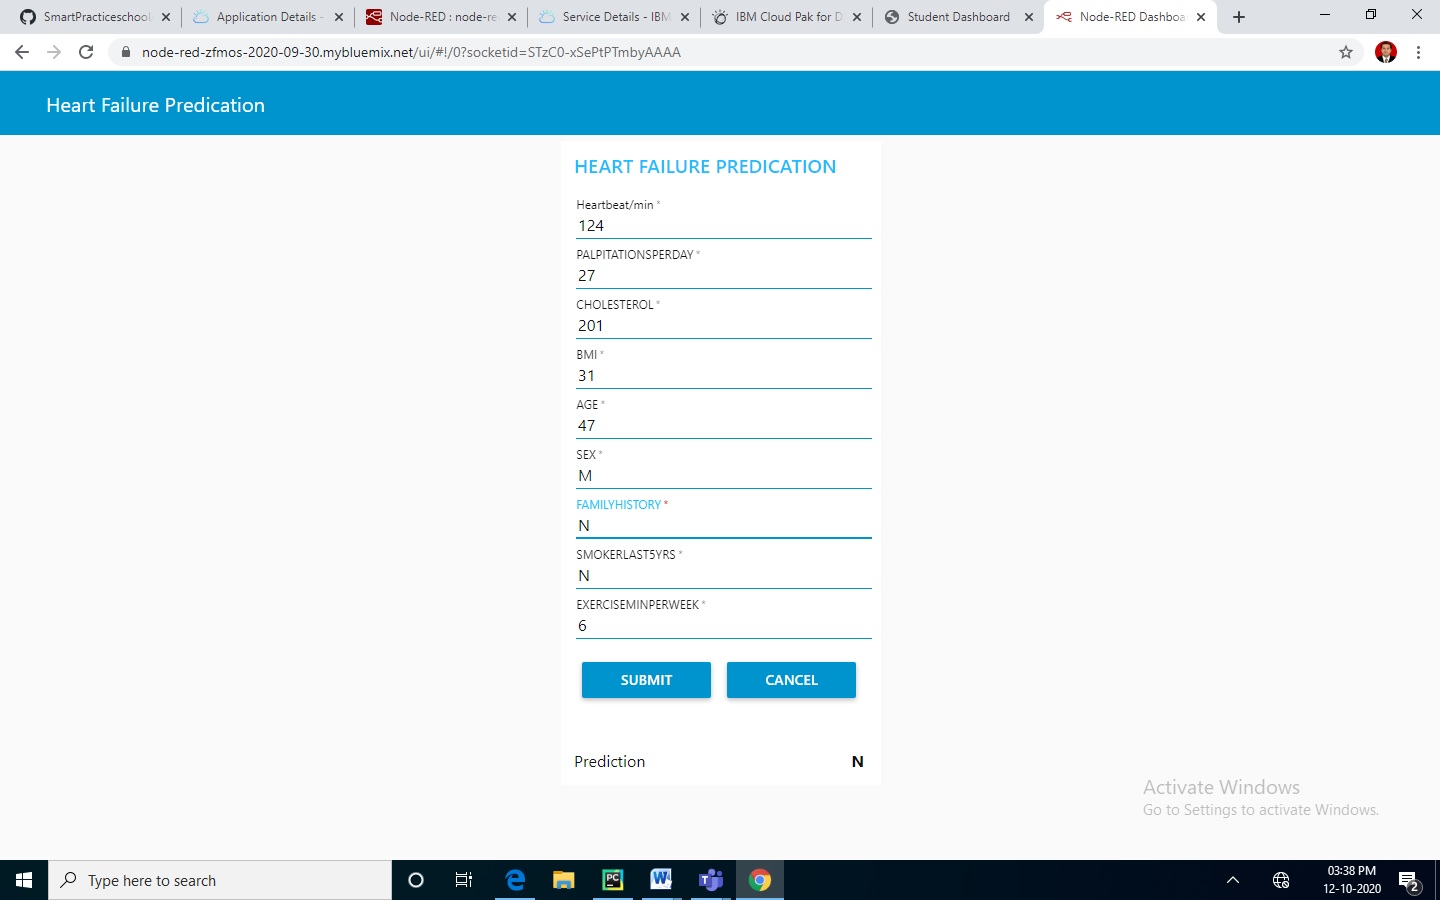 SmartPracticeschool
Application Details -
Node-RED : node-re
Service Details - IBM
IBM Cloud Pak for D
Student Dashboard
Node-RED Dashboa
node-red-zfmos-2020-09-30.mybluemix.net/ui/#!/0?socketid=STzC0-xSePtPTmbyAAAA
Heart Failure Predication
HEART FAILURE PREDICATION
Heartbeat/min *
124
PALPITATIONSPERDAY *
27
CHOLESTEROL *
201
BMI *
31
AGE *
47
SEX *
M
FAMILYHISTORY *
N
SMOKERLAST5YRS *
N
EXERCISEMINPERWEEK *
6
SUBMIT CANCEL
Prediction N
Activate Windows
Go to Settings to activate Windows.
Type here to search
03:38 PM
12-10-2020
2